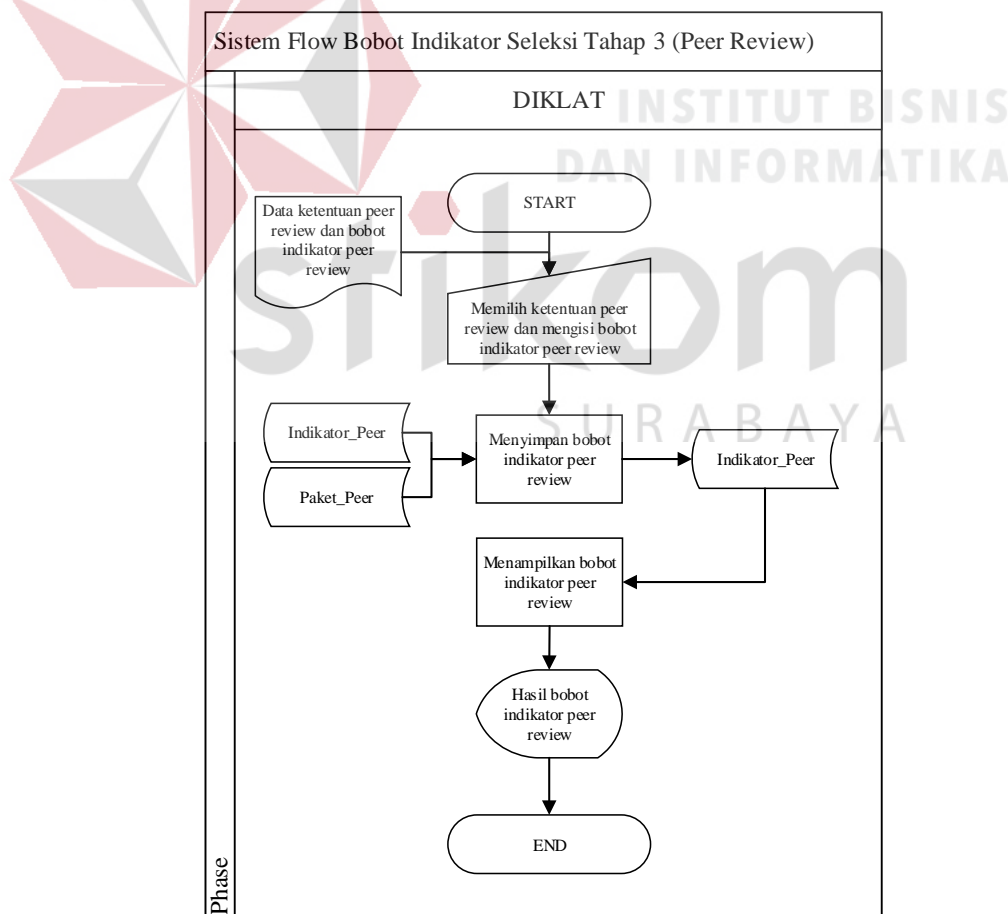 Sistem Flow Bobot Indikator Seleksi Tahap 3 (Peer Review)
DIKLAT
INSTITUT BISNIS
DAN INFORMATIKA
stikom
SURABAYA
START
Data ketentuan peer
review dan bobot
indikator peer
review
Memilih ketentuan peer
review dan mengisi bobot
indikator peer review
Indikator_Peer
Paket_Peer
Menyimpan bobot
indikator peer
review
Indikator_Peer
Menampilkan bobot
indikator peer
review
Hasil bobot
indikator peer
review
END
Phase